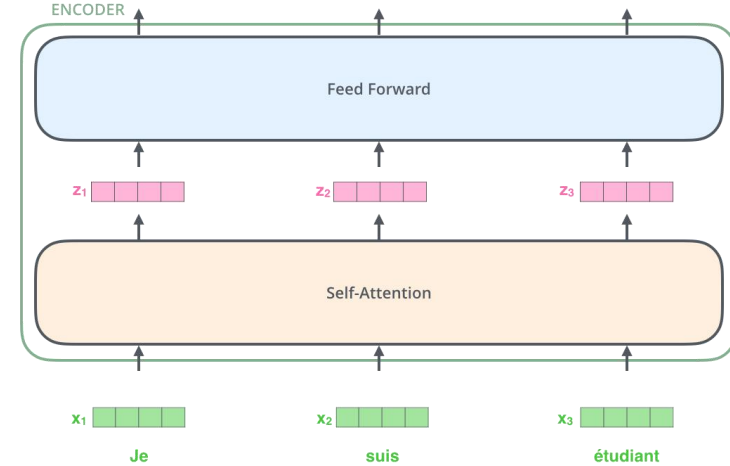 ENCODER
Feed Forward
z₁ z₂ z₃
Self-Attention
x₁ x₂ x₃
Je suis étudiant